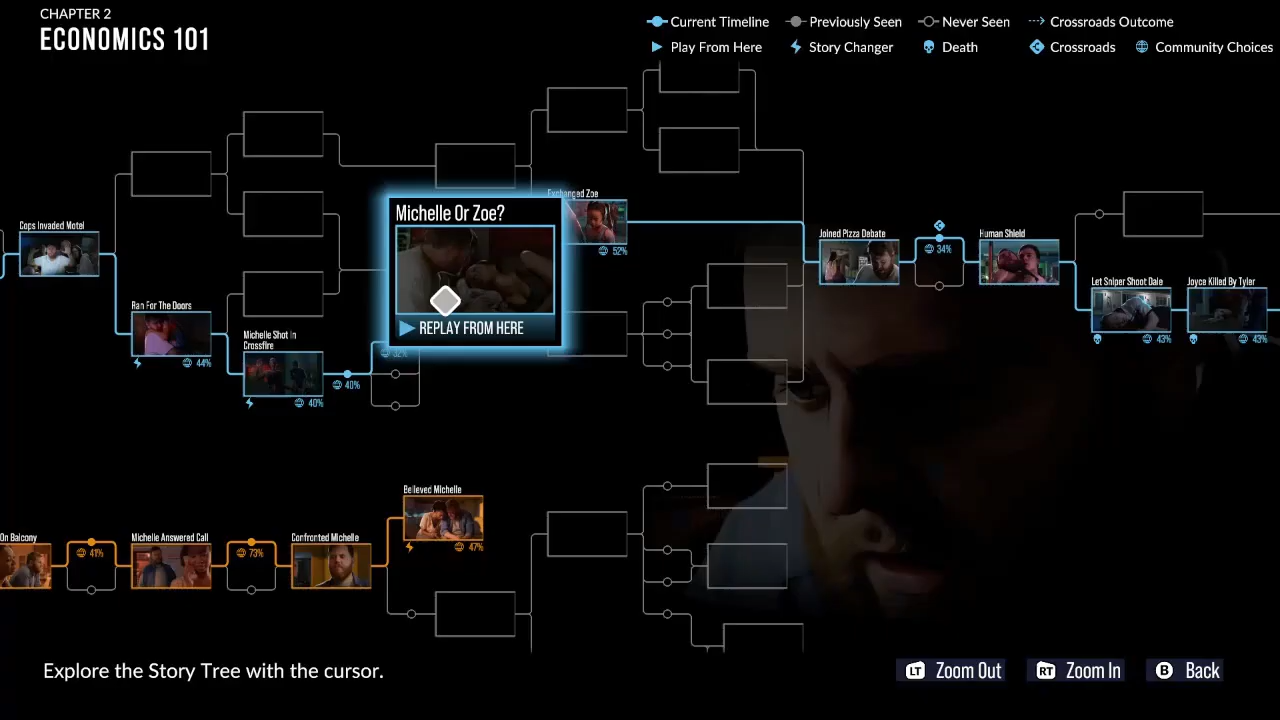 CHAPTER 2
ECONOMICS 101
Current Timeline
Previously Seen
Never Seen
Crossroads Outcome
Play From Here
Story Changer
Death
Crossroads
Community Choices
Cops Invaded Motel
Ran For The Doors
44%
Michelle Shot In
Crossfire
40%
40%
Michelle Or Zoe?
REPLAY FROM HERE
32%
Exchanged Zoe
52%
Joined Pizza Debate
34%
Human Shield
Let Sniper Shoot Dale
43%
Joyce Killed By Tyler
43%
On Balcony
41%
Michelle Answered Call
73%
Confronted Michelle
Believed Michelle
47%
Explore the Story Tree with the cursor.
LT Zoom Out
RT Zoom In
B Back